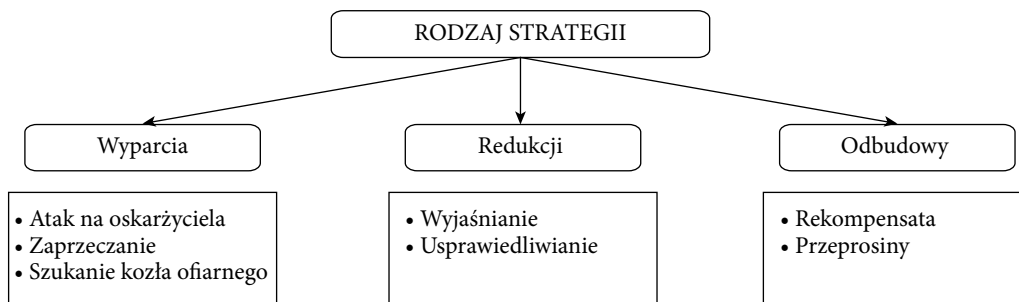 RODZAJ STRATEGII
Wyparcia
Redukcji
Odbudowy
• Atak na oskarżyciela
• Zaprzeczanie
• Szukanie kozła ofiarnego
• Wyjaśnianie
• Usprawiedliwianie
• Rekompensata
• Przeprosiny